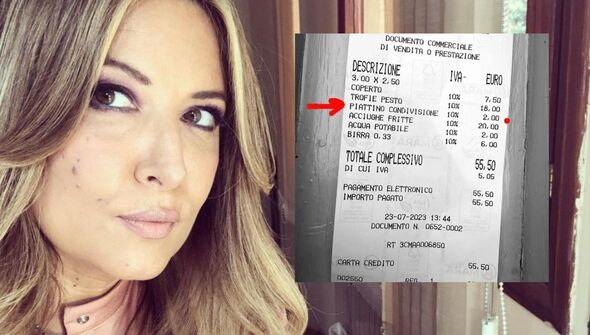 DOCUMENTO COMMERCIALE
DI VENDITA O PRESTAZIONE
DESCRIZIONE IVA- EURO
3.00 X 2.50
COPERTO 10% 7,50
TROFIE PESTO 10% 18,00
PIATTINO CONDIVISIONE 10% 2,00
ACCIUGHE FRITTE 10% 20,00
ACQUA POTABILE 10% 2,00
BIRRA 0.33 10% 6,00
TOTALE COMPLESSIVO 55,50
DI CUI IVA 5,05
PAGAMENTO ELETTRONICO 55,50
IMPORTO PAGATO 55,50
23-07-2023 13:44
DOCUMENTO N. 0652-0002
RT 3CMAA006850
CARTA CREDITO 55,50